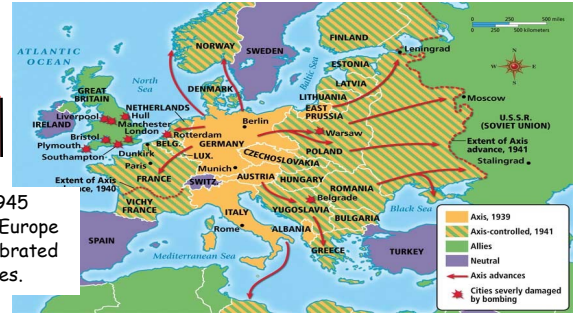 ATLANTIC
OCEAN
North
Sea
NORWAY
SWEDEN
FINLAND
Leningrad
Baltic Sea
ESTONIA
LATVIA
LITHUANIA
EAST
PRUSSIA
DENMARK
GREAT
BRITAIN
IRELAND
NETHERLANDS
Liverpool
Hull
Manchester
London
Bristol
Plymouth
Southampton
Rotterdam
Dunkirk
BELG.
LUX.
Paris
FRANCE
Berlin
GERMANY
Warsaw
POLAND
Moscow
U.S.S.R.
(SOVIET UNION)
Extent of Axis
advance, 1941
Stalingrad
CZECHOSLOVAKIA
Munich
AUSTRIA
HUNGARY
SWITZ.
Extent of Axis
advance, 1940
VICHY
FRANCE
ROMANIA
Belgrade
YUGOSLAVIA
BULGARIA
Black Sea
ITALY
Rome
ALBANIA
GREECE
TURKEY
SPAIN
Mediterranean Sea
0 250 500 miles
0 250 500 kilometers
N
W
E
S
Axis, 1939
Axis-controlled, 1941
Allies
Neutral
Axis advances
Cities severly damaged
by bombing
945
Europe
brated
es.